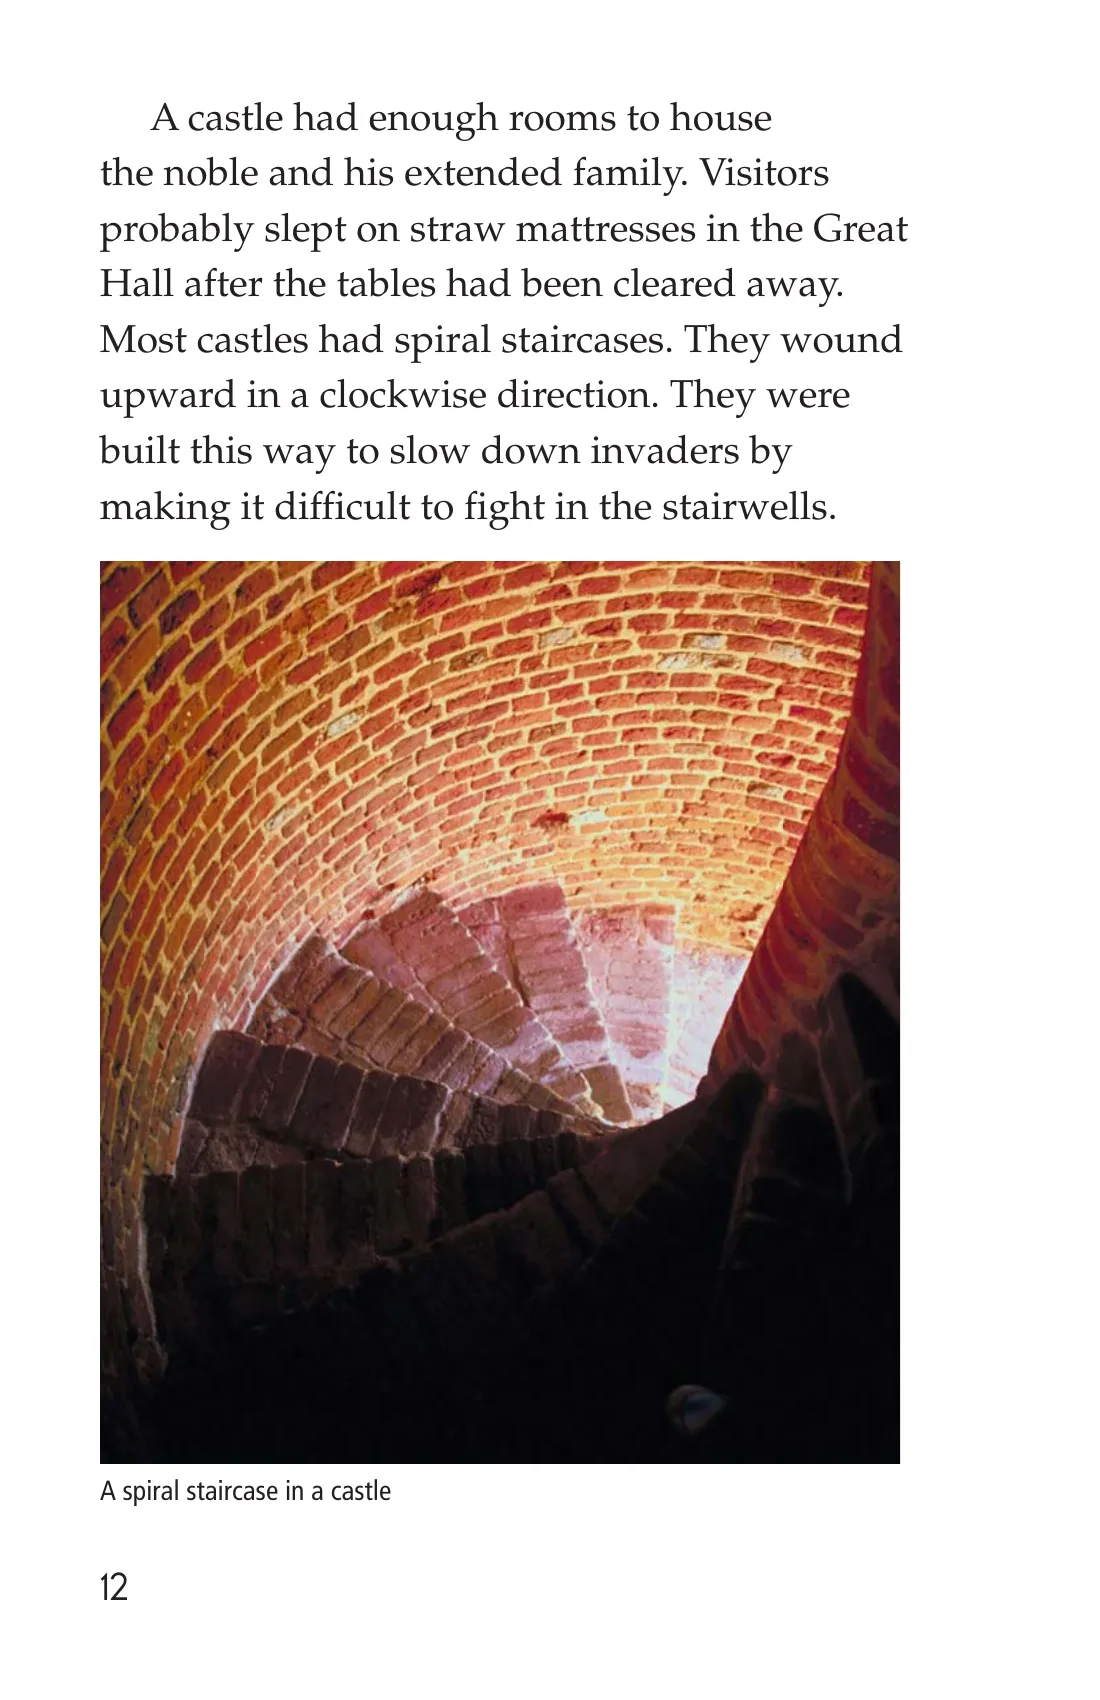 A castle had enough rooms to house
the noble and his extended family. Visitors
probably slept on straw mattresses in the Great
Hall after the tables had been cleared away.
Most castles had spiral staircases. They wound
upward in a clockwise direction. They were
built this way to slow down invaders by
making it difficult to fight in the stairwells.
A spiral staircase in a castle
12